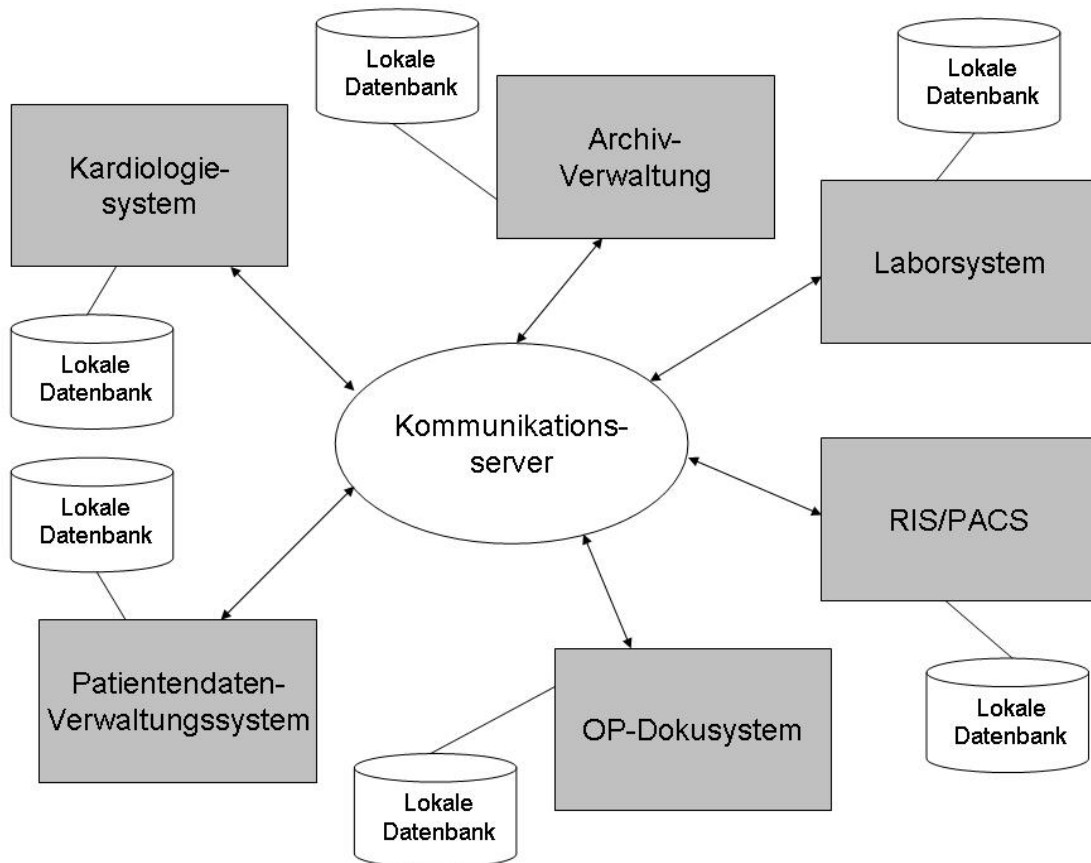 Lokale
Datenbank
Lokale
Datenbank
Kardiologie-
system
Archiv-
Verwaltung
Laborsystem
Lokale
Datenbank
Kommunikations-
server
Lokale
Datenbank
RIS/PACS
Patientendaten-
Verwaltungssystem
OP-Dokusystem
Lokale
Datenbank
Lokale
Datenbank